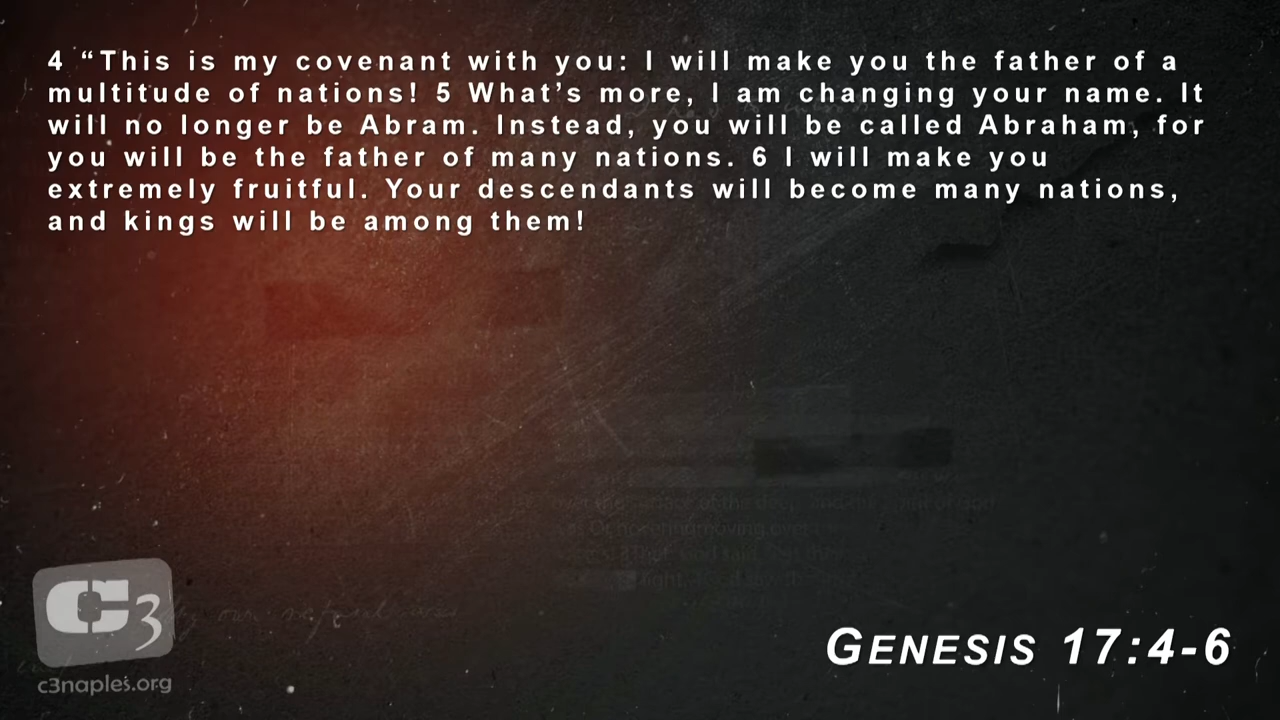 4 “This is my covenant with you: I will make you the father of a
multitude of nations! 5 What’s more, I am changing your name. It
will no longer be Abram. Instead, you will be called Abraham, for
you will be the father of many nations. 6 I will make you
extremely fruitful. Your descendants will become many nations,
and kings will be among them!
C3
c3naples.org
GENESIS 17:4-6